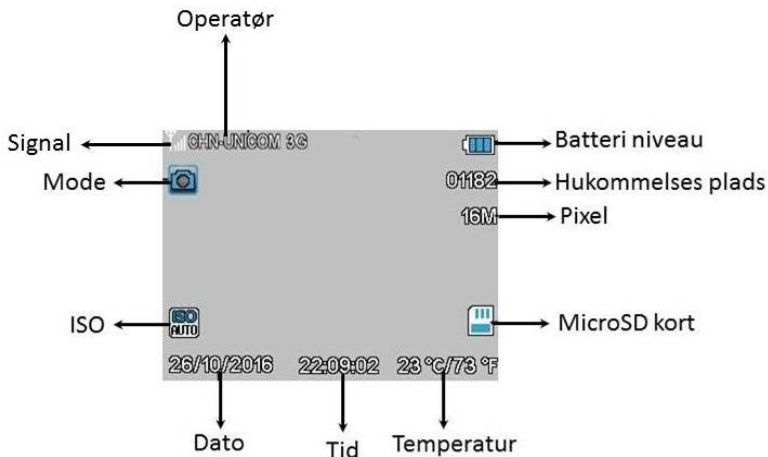 Operatør
Signal
CHN-UNICOM 3G
Batteri niveau
Mode
01182
Hukommelses plads
16M
Pixel
ISO
ISO
AUTO
MicroSD kort
26/10/2016 22:09:02 23 °C/73 °F
Dato
Tid
Temperatur